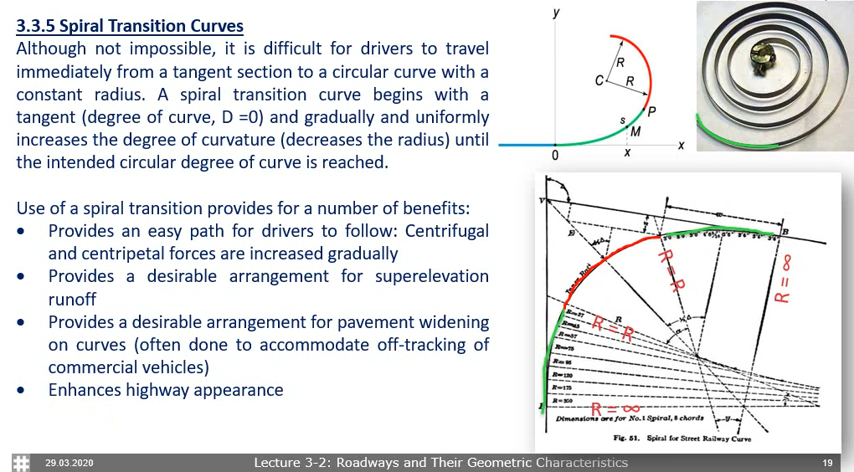 3.3.5 Spiral Transition Curves
Although not impossible, it is difficult for drivers to travel
immediately from a tangent section to a circular curve with a
constant radius. A spiral transition curve begins with a
tangent (degree of curve, D =0) and gradually and uniformly
increases the degree of curvature (decreases the radius) until
the intended circular degree of curve is reached.
Use of a spiral transition provides for a number of benefits:
• Provides an easy path for drivers to follow: Centrifugal
and centripetal forces are increased gradually
• Provides a desirable arrangement for superelevation
runoff
• Provides a desirable arrangement for pavement widening
on curves (often done to accommodate off-tracking of
commercial vehicles)
• Enhances highway appearance
y
R
C
R
P
s
M
0
x
x
V
B
E
R = R
R = ∞
R
R = R
R=37
R=75
R=120
R=175
R=350
R = ∞
Dimensions are for No.1 Spiral, 8 chords
Fig. 51. Spiral for Street Railway Curve
29.03.2020
Lecture 3-2: Roadways and Their Geometric Characteristics
19